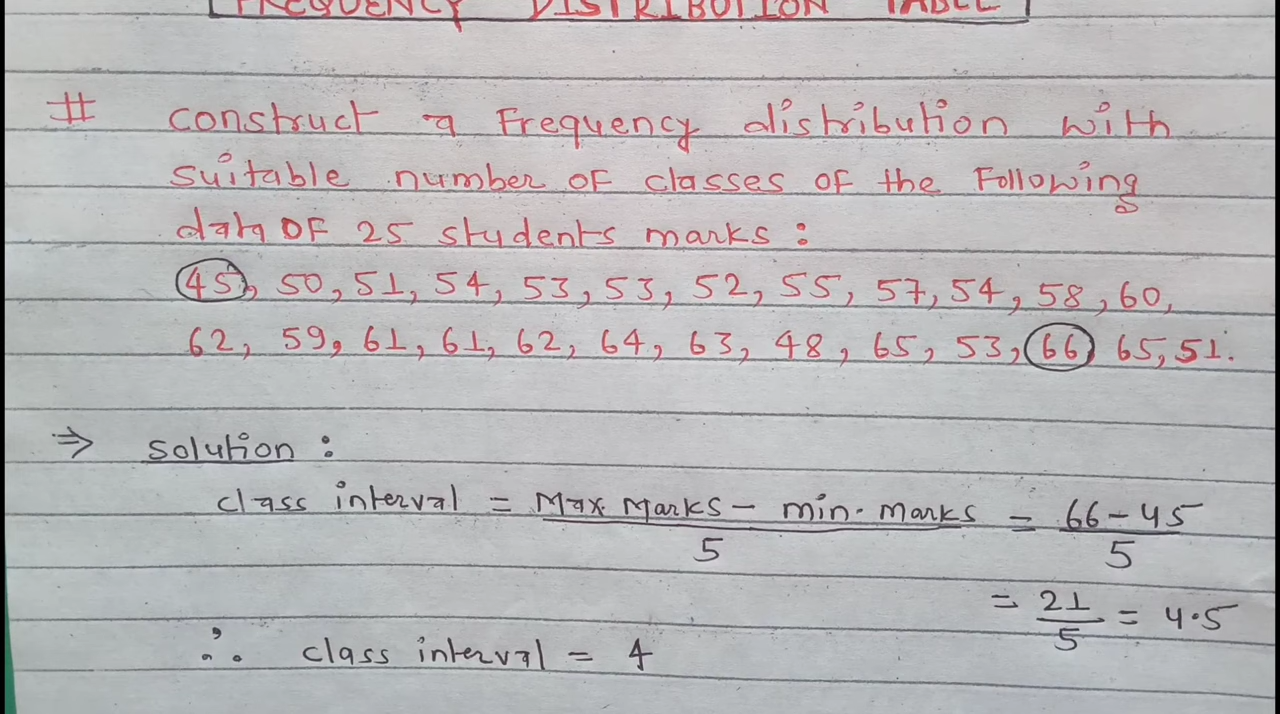 FREQUENCY DISTRIBUTION TABLE
# construct a Frequency distribution with
suitable number of classes of the Following
data of 25 students marks :
45, 50, 51, 54, 53, 53, 52, 55, 57, 54, 58, 60,
62, 59, 61, 61, 62, 64, 63, 48, 65, 53, 66 65, 51.
⇒ Solution :
class interval = Max Marks - min. marks / 5 = 66-45 / 5
= 21/5 = 4.5
∴ class interval = 4